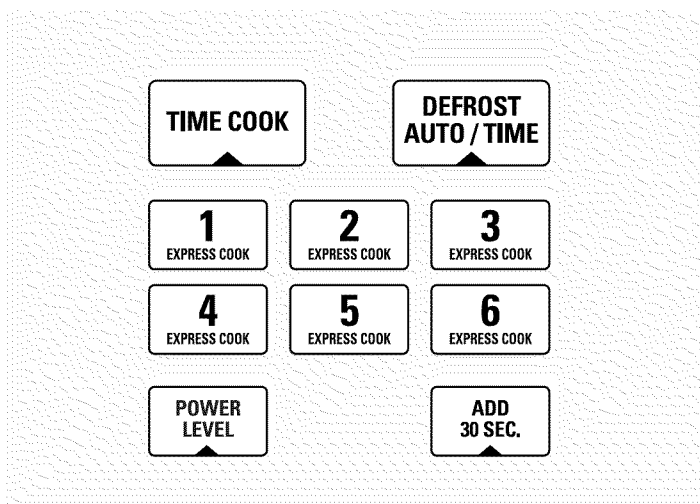 TIME COOK
DEFROST
AUTO / TIME
1
EXPRESS COOK
2
EXPRESS COOK
3
EXPRESS COOK
4
EXPRESS COOK
5
EXPRESS COOK
6
EXPRESS COOK
POWER
LEVEL
ADD
30 SEC.